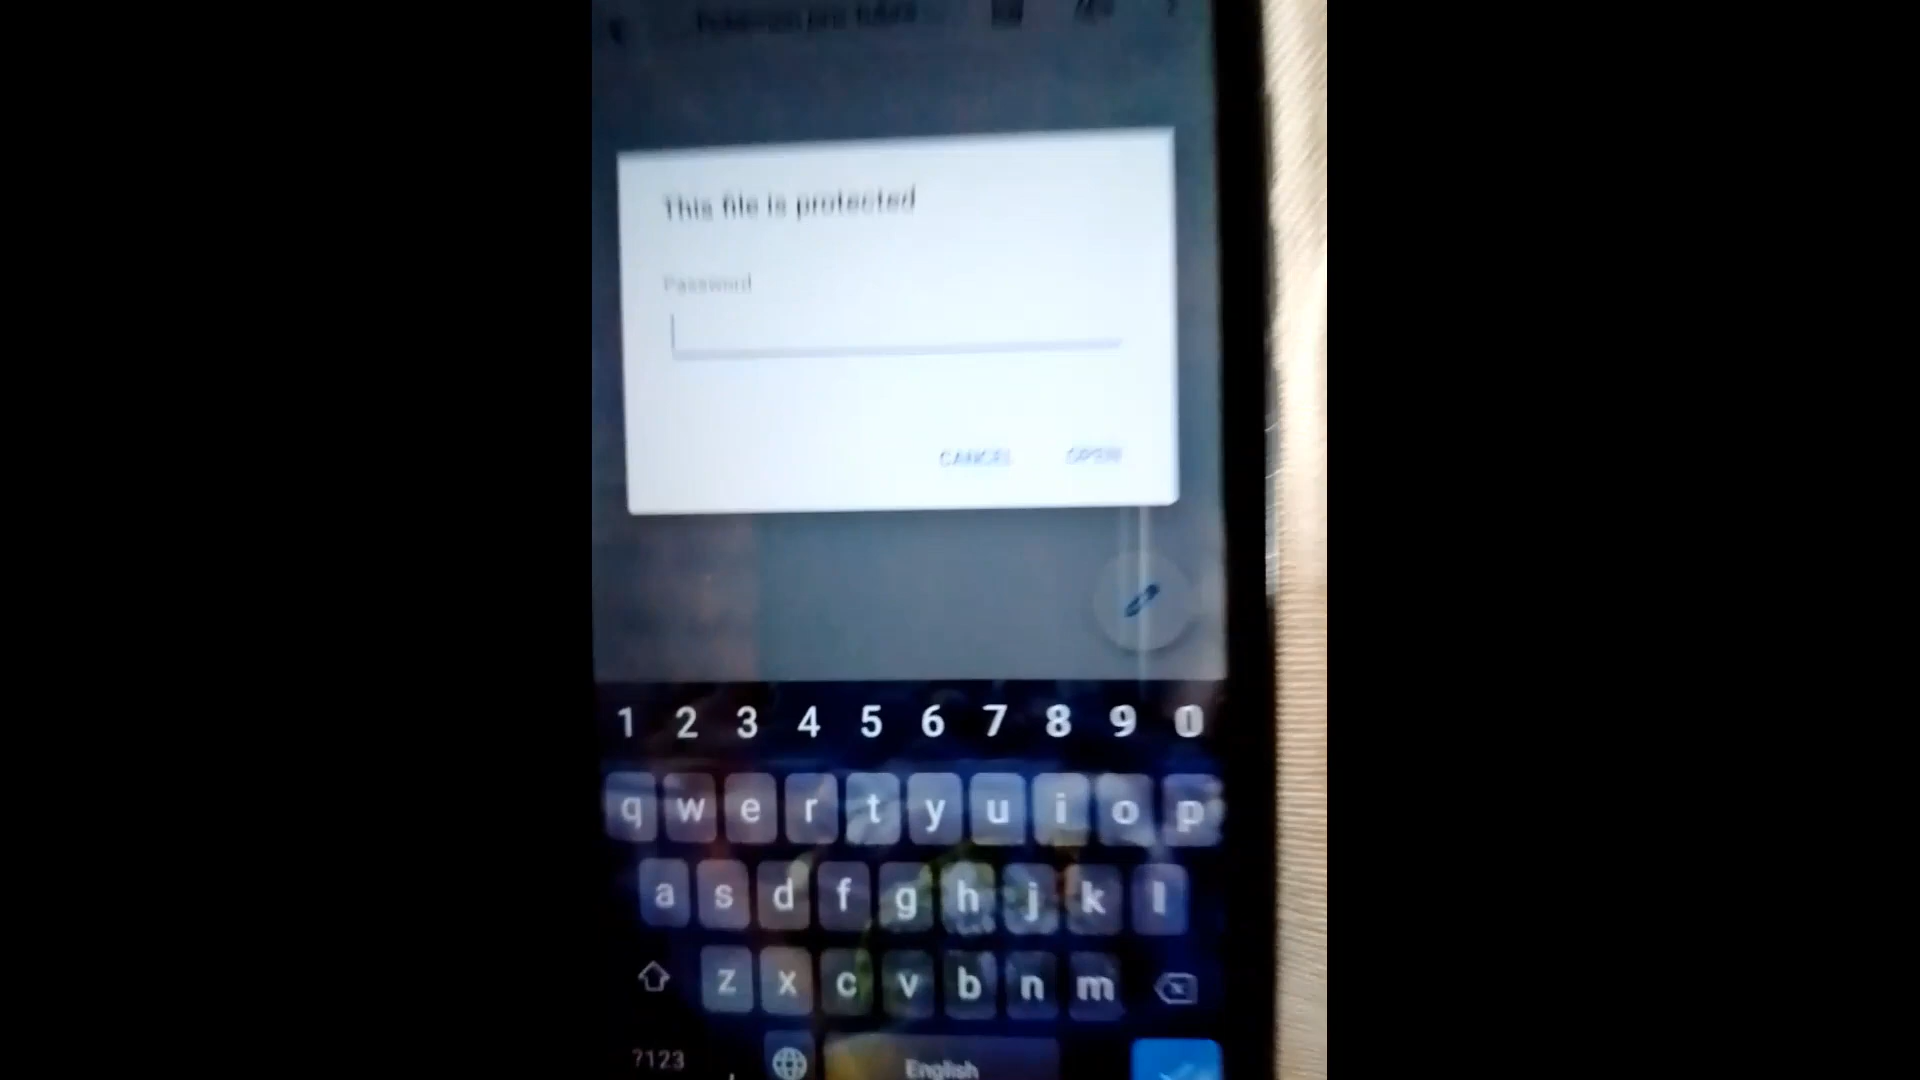 This file is protected
Password
CANCEL OPEN
1 2 3 4 5 6 7 8 9 0
q w e r t y u i o p
a s d f g h j k l
z x c v b n m
?123 , English